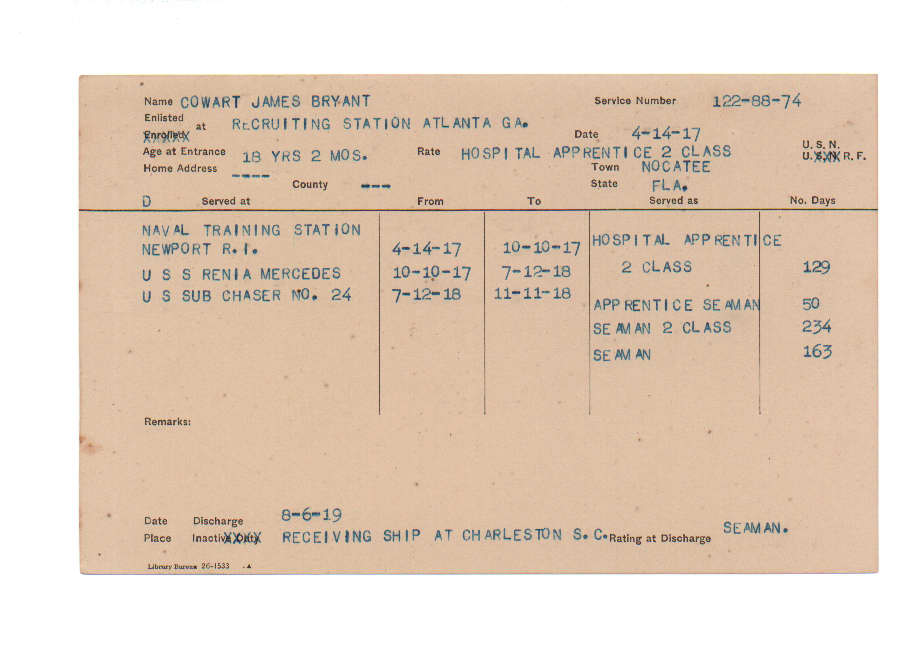 Name COWART JAMES BRYANT Service Number 122-88-74
Enlisted
Enrolled at RECRUITING STATION ATLANTA GA. Date 4-14-17
Age at Entrance 18 YRS 2 MOS. Rate HOSPITAL APPRENTICE 2 CLASS U. S. N.
Home Address ---- Town NOCATEE U. S. N. R. F.
County --- State FLA.
D Served at From To Served as No. Days
NAVAL TRAINING STATION
NEWPORT R.I. 4-14-17 10-10-17 HOSPITAL APPRENTICE
U S S RENIA MERCEDES 10-10-17 7-12-18 2 CLASS 129
U S SUB CHASER NO. 24 7-12-18 11-11-18
APPRENTICE SEAMAN 50
SEAMAN 2 CLASS 234
SEAMAN 163
Remarks:
Date Discharge 8-6-19
Place Inactive Duty RECEIVING SHIP AT CHARLESTON S.C. Rating at Discharge SEAMAN.
Library Bureau 26-1533 . ▲